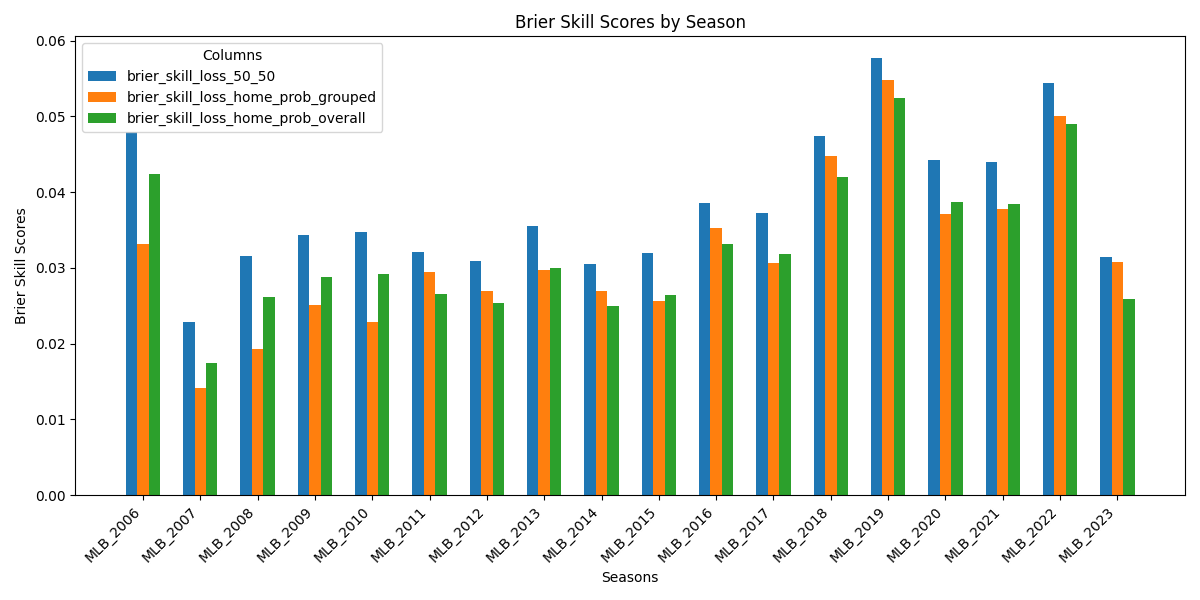 Brier Skill Scores by Season
Columns
brier_skill_loss_50_50
brier_skill_loss_home_prob_grouped
brier_skill_loss_home_prob_overall
Brier Skill Scores
0.06
0.05
0.04
0.03
0.02
0.01
0.00
MLB_2006
MLB_2007
MLB_2008
MLB_2009
MLB_2010
MLB_2011
MLB_2012
MLB_2013
MLB_2014
MLB_2015
MLB_2016
MLB_2017
MLB_2018
MLB_2019
MLB_2020
MLB_2021
MLB_2022
MLB_2023
Seasons